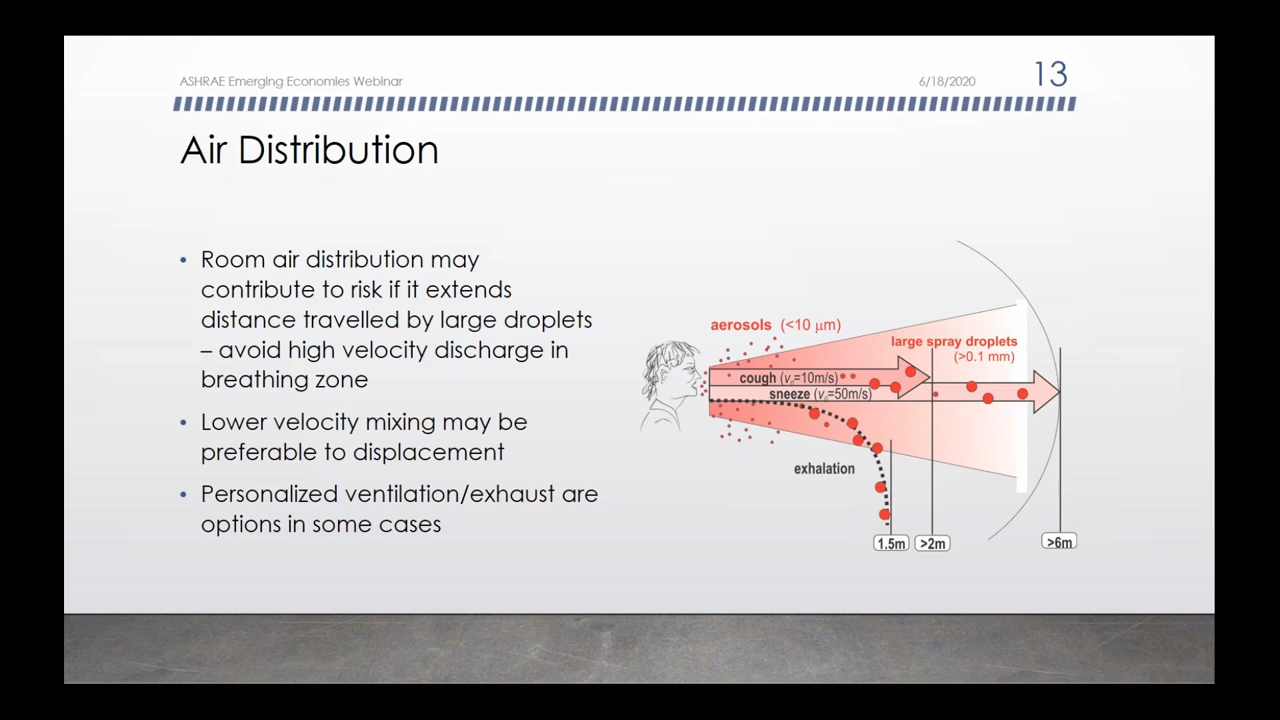 ASHRAE Emerging Economies Webinar
6/18/2020
13
Air Distribution
• Room air distribution may
contribute to risk if it extends
distance travelled by large droplets
– avoid high velocity discharge in
breathing zone
• Lower velocity mixing may be
preferable to displacement
• Personalized ventilation/exhaust are
options in some cases
aerosols (<10 μm)
large spray droplets
(>0.1 mm)
cough (v₀=10m/s)
sneeze (v₀=50m/s)
exhalation
1.5m
>2m
>6m